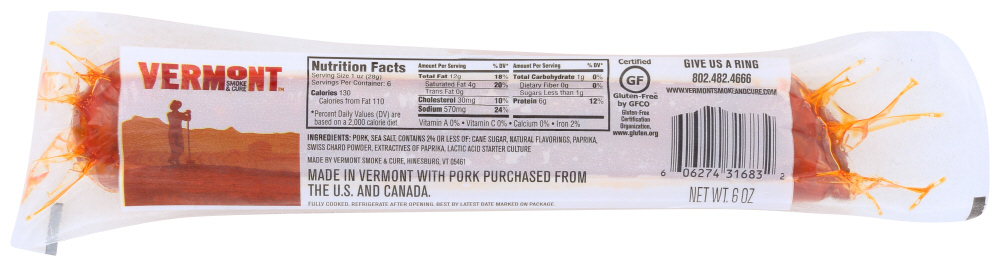 VERMONT™
SMOKE
& CURE
Nutrition Facts
Serving Size 1 oz (28g)
Servings Per Container: 6
Calories 130
Calories from Fat 110
*Percent Daily Values (DV) are
based on a 2,000 calorie diet
Amount Per Serving % DV*
Total Fat 12g 18%
Saturated Fat 4g 20%
Trans Fat 0g
Cholesterol 30mg 10%
Sodium 570mg 24%
Amount Per Serving % DV*
Total Carbohydrate 1g 0%
Dietary Fiber 0g 0%
Sugars Less than 1g
Protein 6g 12%
Vitamin A 0% • Vitamin C 0% • Calcium 0% • Iron 2%
INGREDIENTS: PORK, SEA SALT, CONTAINS 2% OR LESS OF: CANE SUGAR, NATURAL FLAVORINGS, PAPRIKA,
SWISS CHARD POWDER, EXTRACTIVES OF PAPRIKA, LACTIC ACID STARTER CULTURE
MADE BY VERMONT SMOKE & CURE, HINESBURG, VT 05461
MADE IN VERMONT WITH PORK PURCHASED FROM
THE U.S. AND CANADA.
FULLY COOKED. REFRIGERATE AFTER OPENING. BEST BY LATEST DATE MARKED ON PACKAGE
Certified
GF
Gluten-Free
by GFCO
Gluten-Free
Certification
Organization,
www.gluten.org
GIVE US A RING
802.482.4666
WWW.VERMONTSMOKEANDCURE.COM
6 06274 31683 2
NET WT. 6 OZ